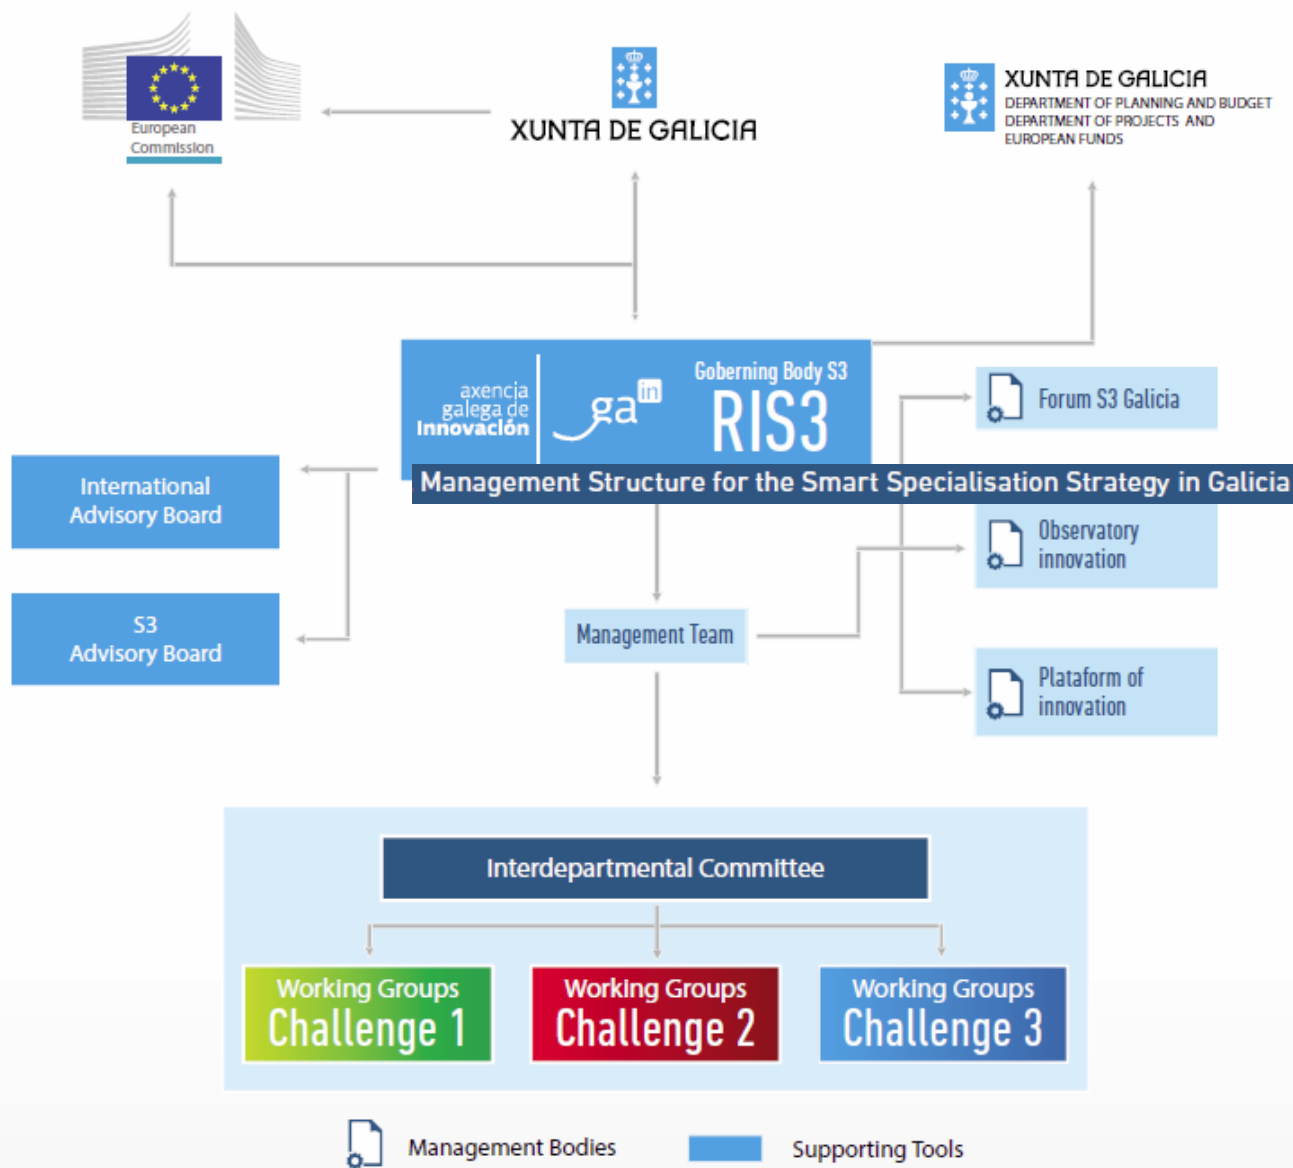 European
Commission
XUNTA DE GALICIA
XUNTA DE GALICIA
DEPARTMENT OF PLANNING AND BUDGET
DEPARTMENT OF PROJECTS AND
EUROPEAN FUNDS
axencia
galega de
Innovación
gain
Goberning Body S3
RIS3
Forum S3 Galicia
Management Structure for the Smart Specialisation Strategy in Galicia
International
Advisory Board
Observatory
innovation
S3
Advisory Board
Management Team
Plataform of
innovation
Interdepartmental Committee
Working Groups
Challenge 1
Working Groups
Challenge 2
Working Groups
Challenge 3
Management Bodies
Supporting Tools